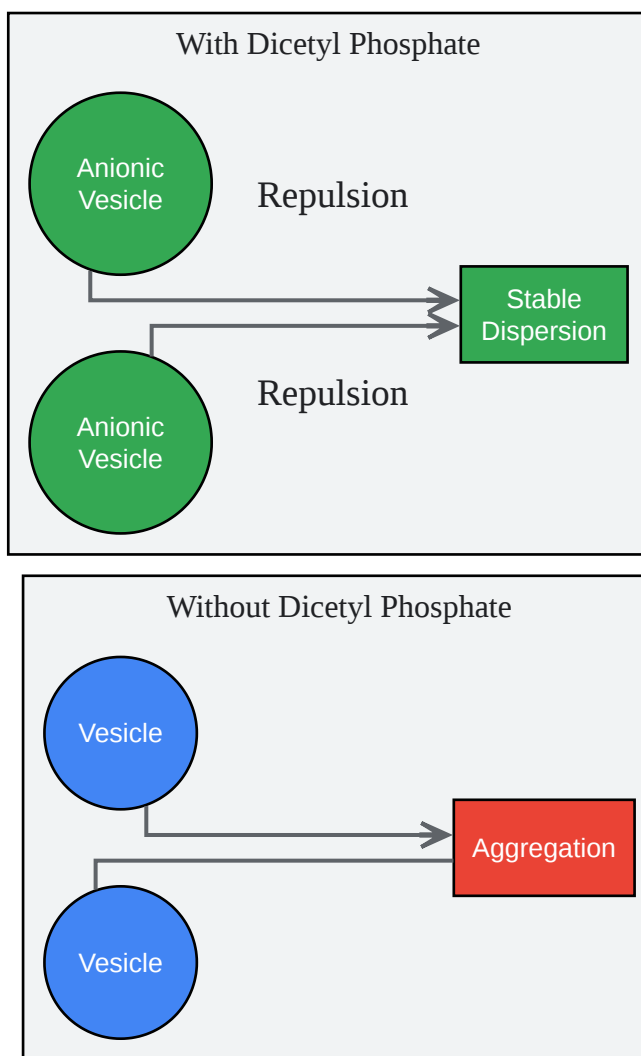 With Dicetyl Phosphate
Anionic
Vesicle
Repulsion
Stable
Dispersion
Repulsion
Anionic
Vesicle
Without Dicetyl Phosphate
Vesicle
Aggregation
Vesicle